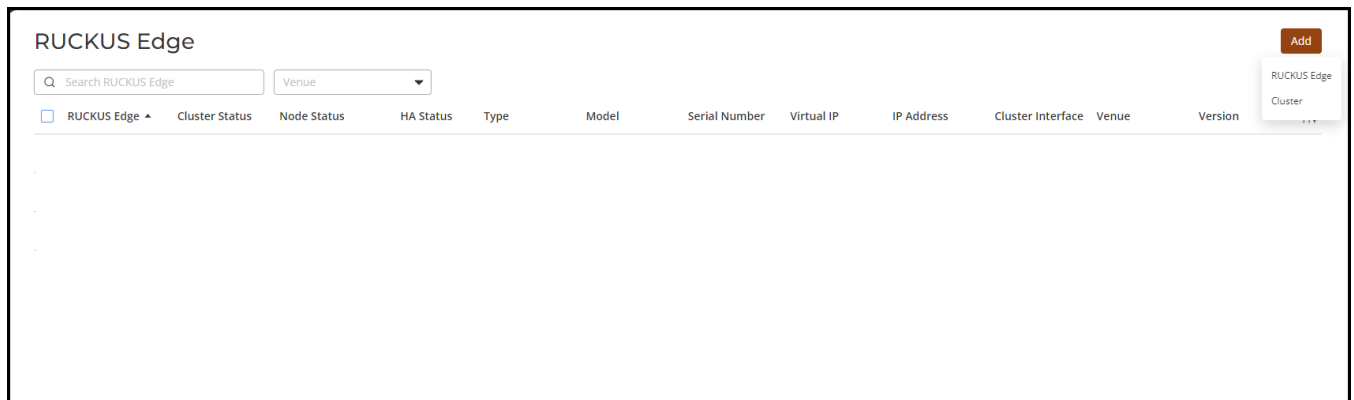 RUCKUS Edge
Add
Search RUCKUS Edge
Venue
RUCKUS Edge
Cluster
RUCKUS Edge Cluster Status Node Status HA Status Type Model Serial Number Virtual IP IP Address Cluster Interface Venue Version